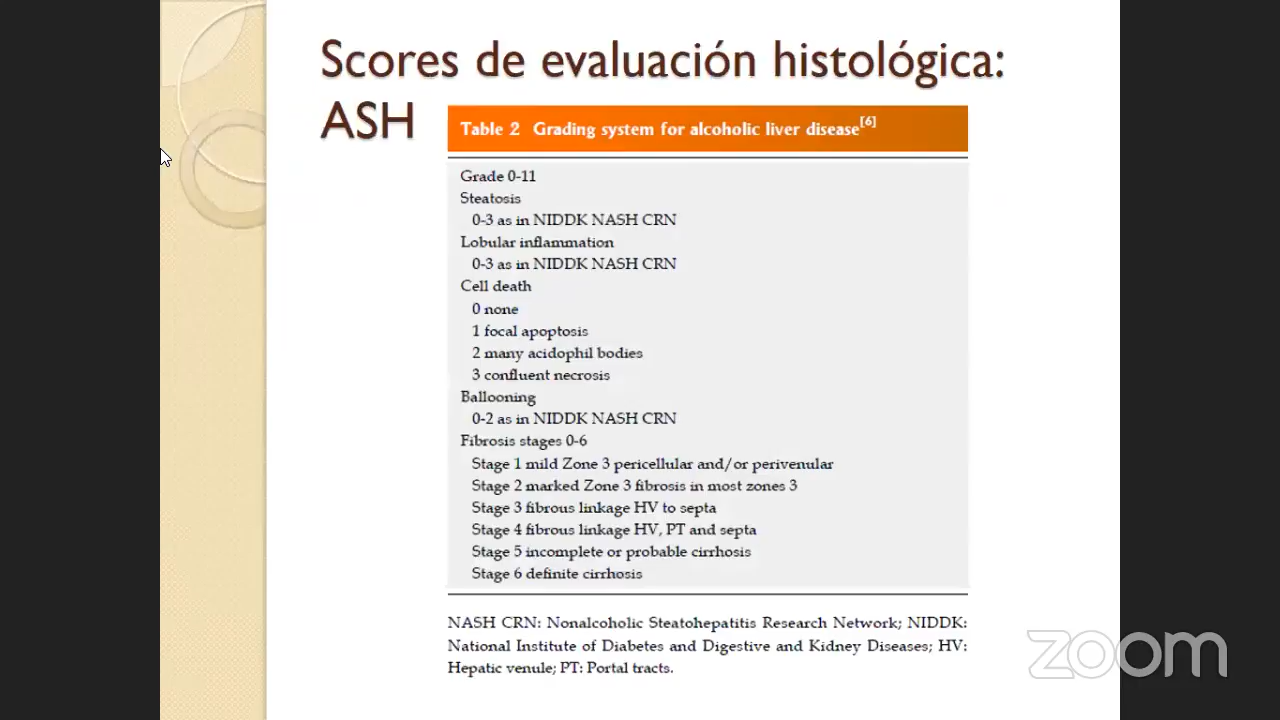 Scores de evaluación histológica:
ASH
Table 2 Grading system for alcoholic liver disease[6]
Grade 0-11
Steatosis
0-3 as in NIDDK NASH CRN
Lobular inflammation
0-3 as in NIDDK NASH CRN
Cell death
0 none
1 focal apoptosis
2 many acidophil bodies
3 confluent necrosis
Ballooning
0-2 as in NIDDK NASH CRN
Fibrosis stages 0-6
Stage 1 mild Zone 3 pericellular and/or perivenular
Stage 2 marked Zone 3 fibrosis in most zones 3
Stage 3 fibrous linkage HV to septa
Stage 4 fibrous linkage HV, PT and septa
Stage 5 incomplete or probable cirrhosis
Stage 6 definite cirrhosis
NASH CRN: Nonalcoholic Steatohepatitis Research Network; NIDDK:
National Institute of Diabetes and Digestive and Kidney Diseases; HV:
Hepatic venule; PT: Portal tracts.
zoom